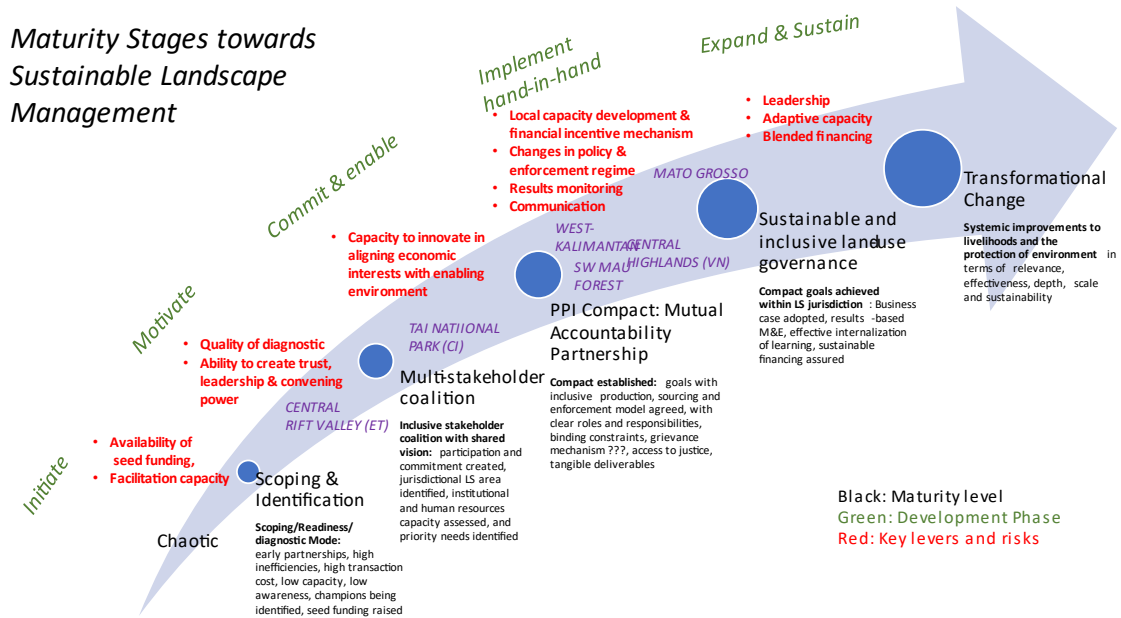 Maturity Stages towards
Sustainable Landscape
Management
Initiate
Motivate
Commit & enable
Implement
hand-in-hand
Expand & Sustain
• Availability of
seed funding,
• Facilitation capacity
• Quality of diagnostic
• Ability to create trust,
leadership & convening
power
• Capacity to innovate in
aligning economic
interests with enabling
environment
• Local capacity development &
financial incentive mechanism
• Changes in policy &
enforcement regime
• Results monitoring
• Communication
• Leadership
• Adaptive capacity
• Blended financing
CENTRAL
RIFT VALLEY (ET)
TAI NATIIONAL
PARK (CI)
WEST-
KALIMANTAN
SW MAU
FOREST
CENTRAL
HIGHLANDS (VN)
MATO GROSSO
Chaotic
Scoping &
Identification
Scoping/Readiness/
diagnostic Mode:
early partnerships, high
inefficiencies, high transaction
cost, low capacity, low
awareness, champions being
identified, seed funding raised
Multi-stakeholder
coalition
Inclusive stakeholder
coalition with shared
vision: participation and
commitment created,
jurisdictional LS area
identified, institutional
and human resources
capacity assessed, and
priority needs identified
PPI Compact: Mutual
Accountability
Partnership
Compact established: goals with
inclusive production, sourcing and
enforcement model agreed, with
clear roles and responsibilities,
binding constraints, grievance
mechanism ???, access to justice,
tangible deliverables
Sustainable and
inclusive landuse
governance
Compact goals achieved
within LS jurisdiction : Business
case adopted, results -based
M&E, effective internalization
of learning, sustainable
financing assured
Transformational
Change
Systemic improvements to
livelihoods and the
protection of environment in
terms of relevance,
effectiveness, depth, scale
and sustainability
Black: Maturity level
Green: Development Phase
Red: Key levers and risks